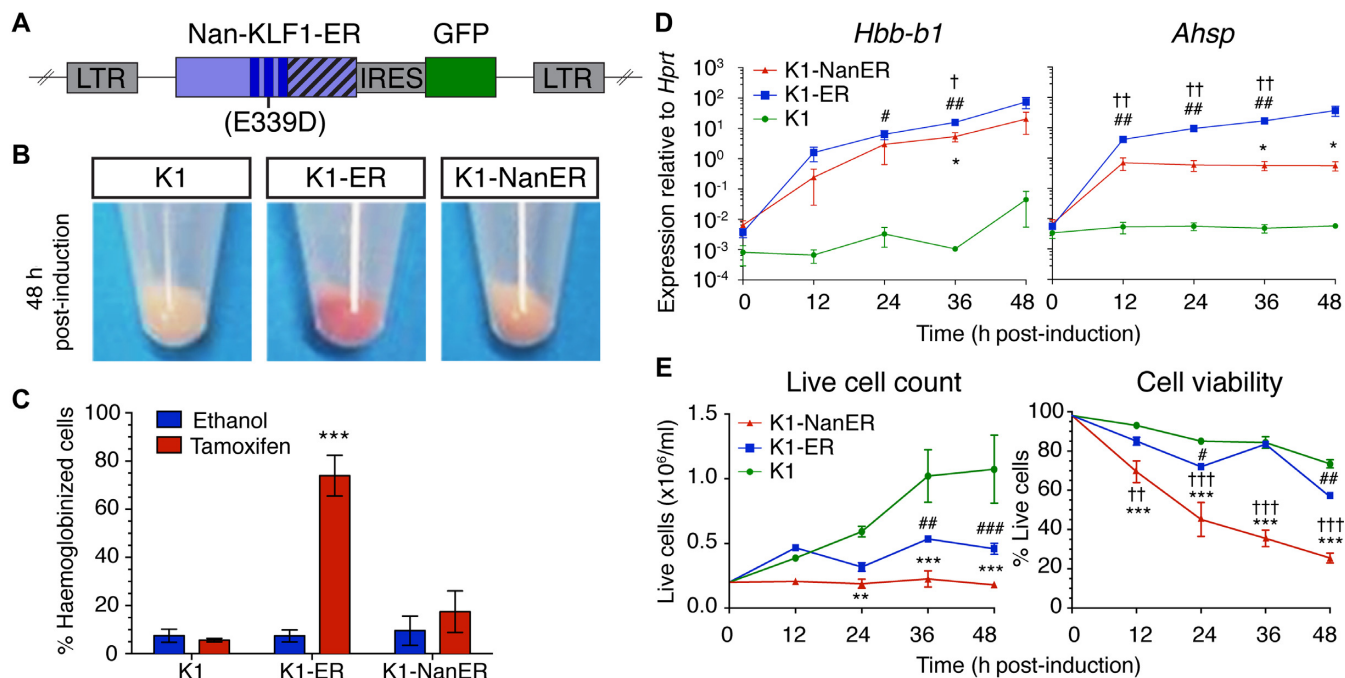 A
Nan-KLF1-ER GFP
LTR IRES LTR
(E339D)
B
K1 K1-ER K1-NanER
48 h
post-induction
C
% Haemoglobinized cells
100
80
60
40
20
0
Ethanol
Tamoxifen
***
K1 K1-ER K1-NanER
D
Hbb-b1 Ahsp
Expression relative to Hprt
10³
10²
10¹
10⁰
10⁻¹
10⁻²
10⁻³
10⁻⁴
K1-NanER
K1-ER
K1
†
# ##
*
†† †† ††
## ## ##
* *
0 12 24 36 48 0 12 24 36 48
Time (h post-induction)
E
Live cell count Cell viability
Live cells (x10⁶/ml)
1.5
1.0
0.5
0.0
K1-NanER
K1-ER
K1
## ###
*** ***
**
% Live cells
100
80
60
40
20
0
# ##
†† ††† ††† †††
*** *** *** ***
0 12 24 36 48 0 12 24 36 48
Time (h post-induction)